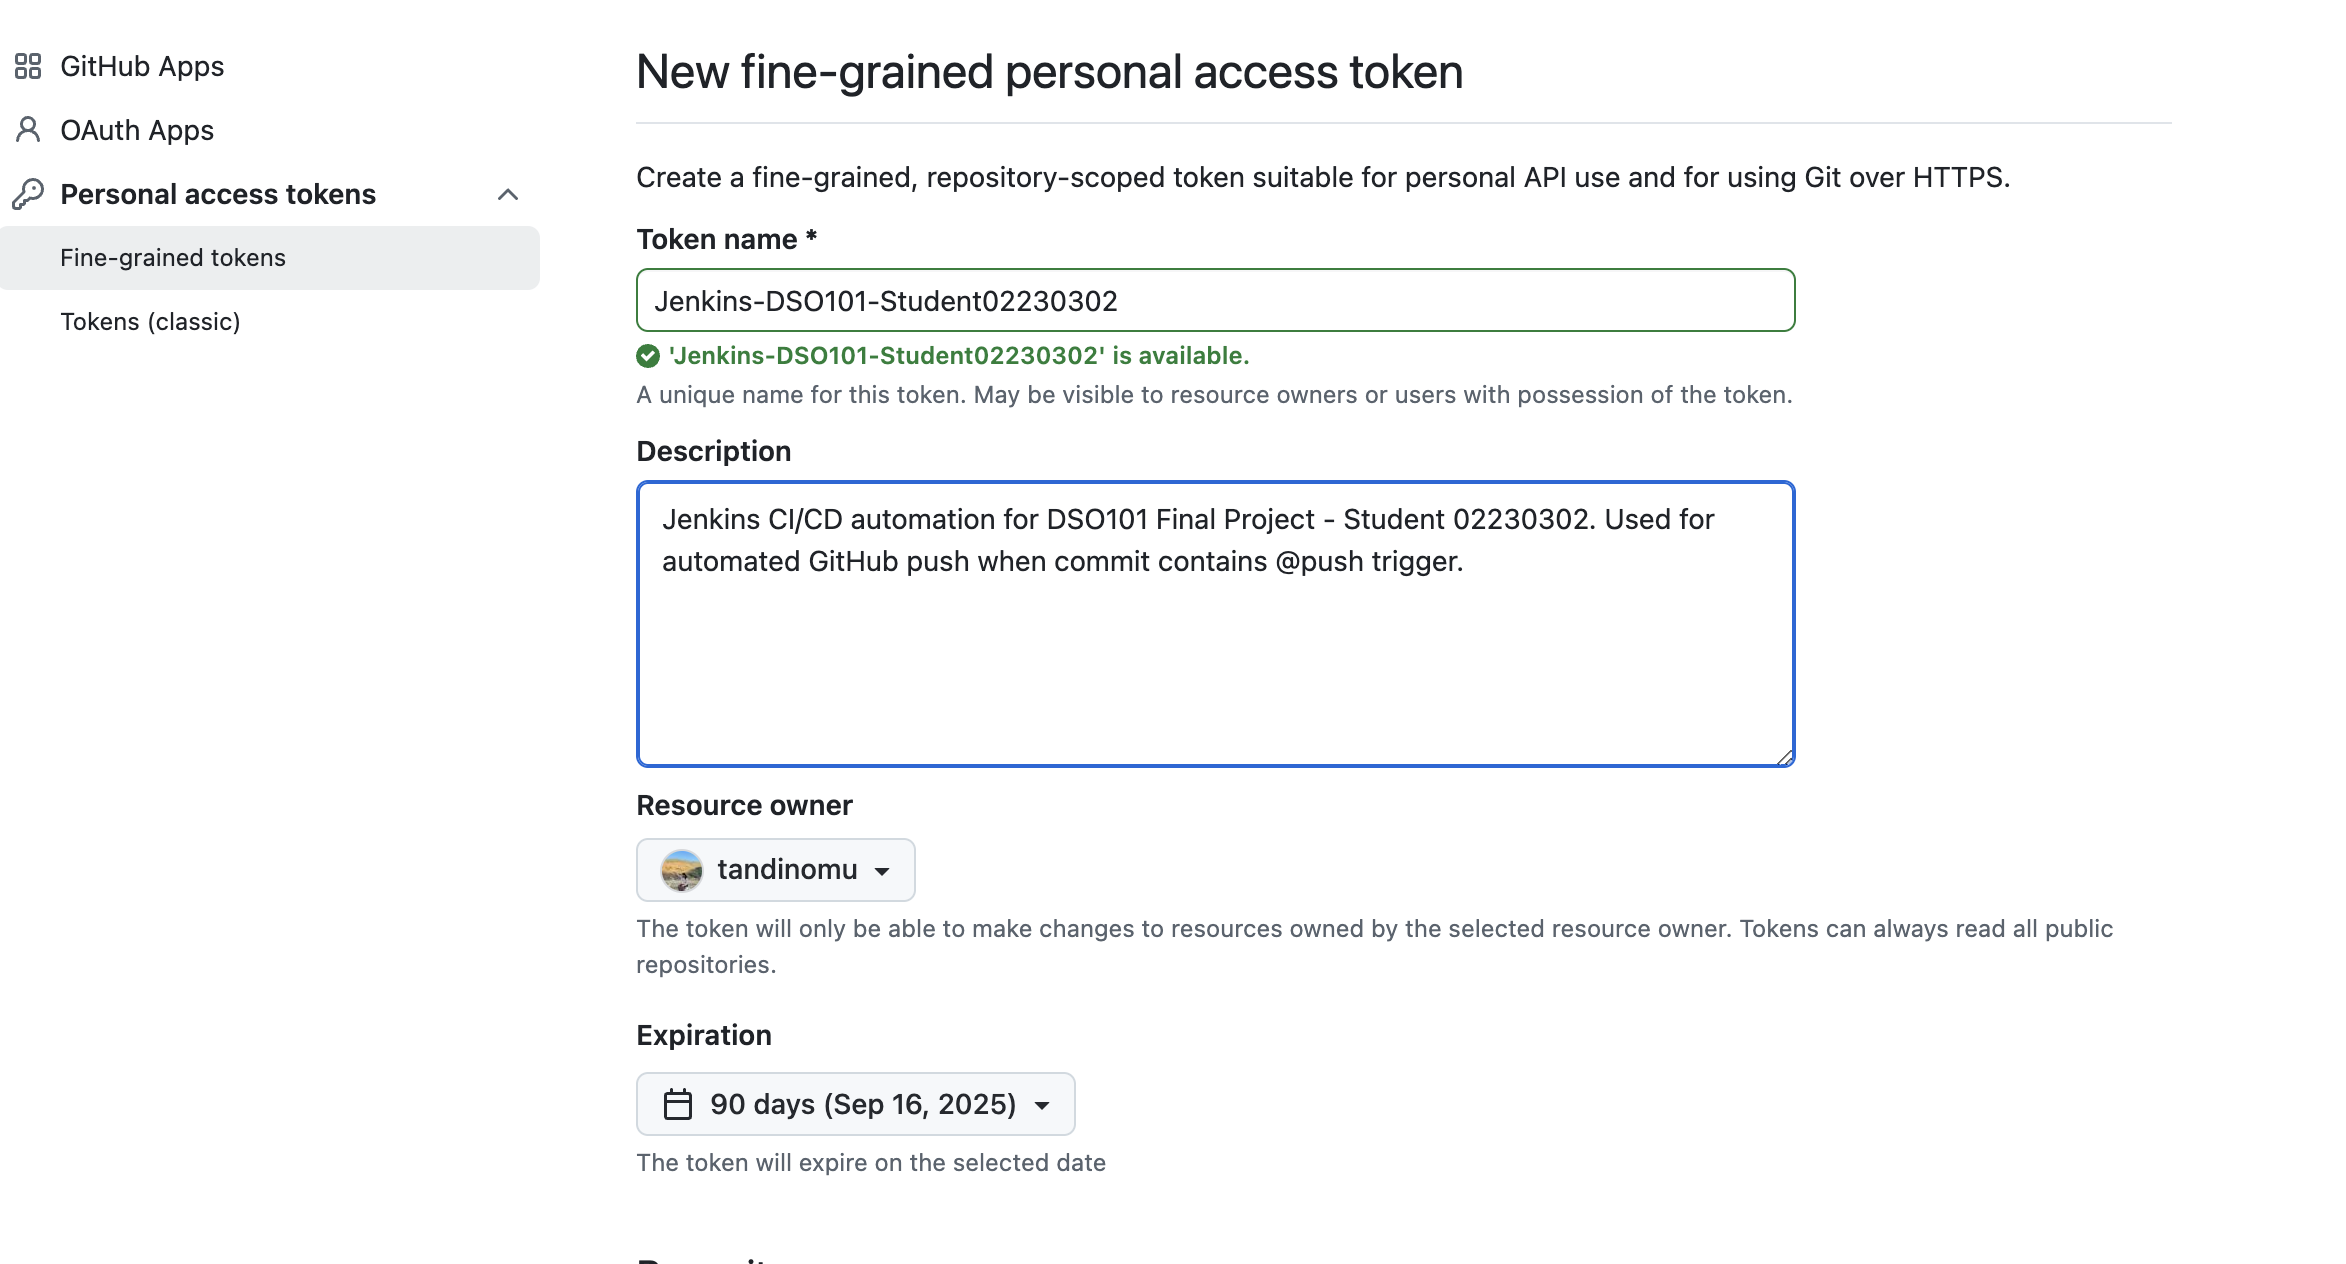 GitHub Apps
OAuth Apps
Personal access tokens
Fine-grained tokens
Tokens (classic)
New fine-grained personal access token
Create a fine-grained, repository-scoped token suitable for personal API use and for using Git over HTTPS.
Token name *
Jenkins-DSO101-Student02230302
'Jenkins-DSO101-Student02230302' is available.
A unique name for this token. May be visible to resource owners or users with possession of the token.
Description
Jenkins CI/CD automation for DSO101 Final Project - Student 02230302. Used for
automated GitHub push when commit contains @push trigger.
Resource owner
tandinomu
The token will only be able to make changes to resources owned by the selected resource owner. Tokens can always read all public
repositories.
Expiration
90 days (Sep 16, 2025)
The token will expire on the selected date